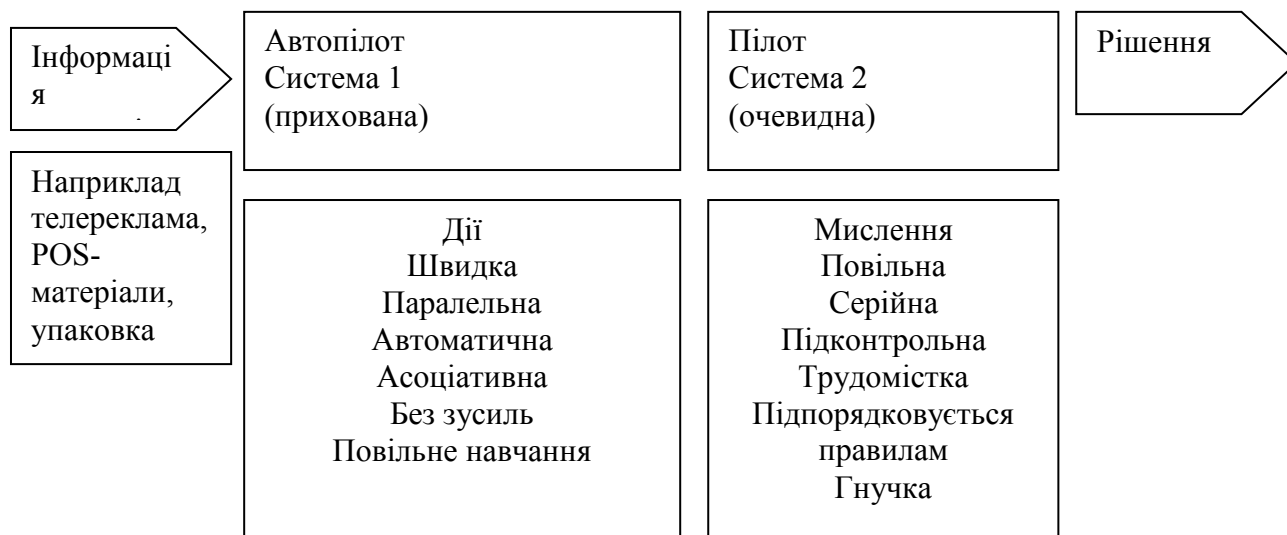 Інформаці
я
Автопілот
Система 1
(прихована)
Пілот
Система 2
(очевидна)
Рішення
Наприклад
телереклама,
POS-
матеріали,
упаковка
Дії
Швидка
Паралельна
Автоматична
Асоціативна
Без зусиль
Повільне навчання
Мислення
Повільна
Серійна
Підконтрольна
Трудомістка
Підпорядковується
правилам
Гнучка